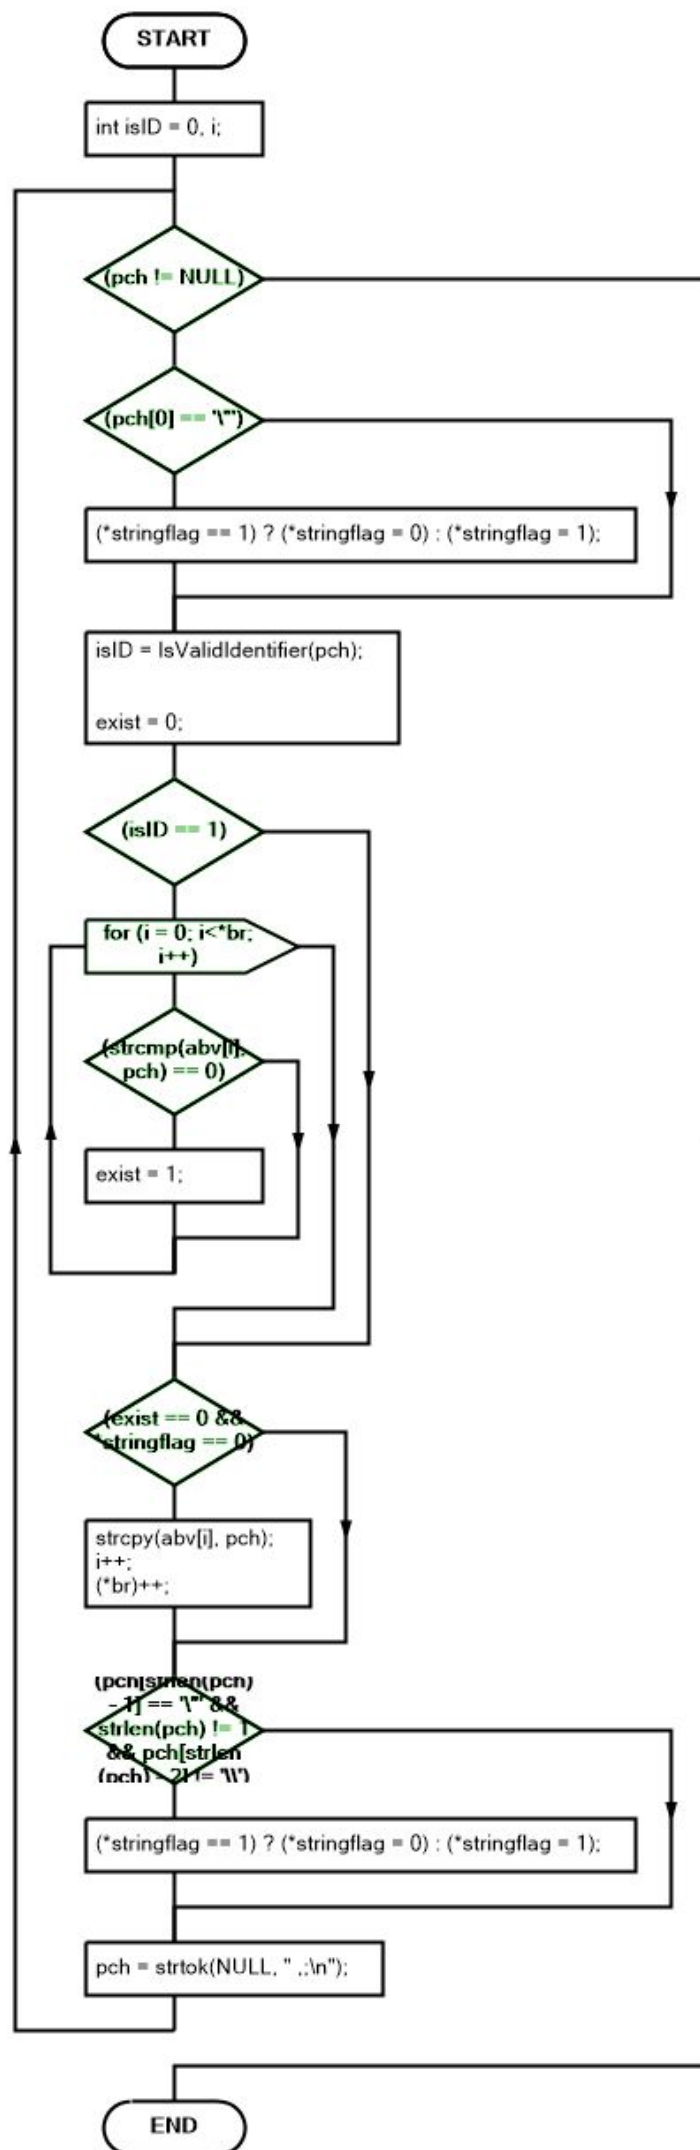 START
int isID = 0, i;
(pch != NULL)
(pch[0] == '\"')
(*stringflag == 1) ? (*stringflag = 0) : (*stringflag = 1);
isID = IsValidIdentifier(pch);
exist = 0;
(isID == 1)
for (i = 0; i<*br;
i++)
(strcmp(abv[i],
pch) == 0)
exist = 1;
(exist == 0 &&
*stringflag == 0)
strcpy(abv[i], pch);
i++;
(*br)++;
(pch[strlen(pch)
- 1] == '\"' &&
strlen(pch) != 1
&& pch[strlen
(pch) - 2] != '\\')
(*stringflag == 1) ? (*stringflag = 0) : (*stringflag = 1);
pch = strtok(NULL, " ,;\n");
END